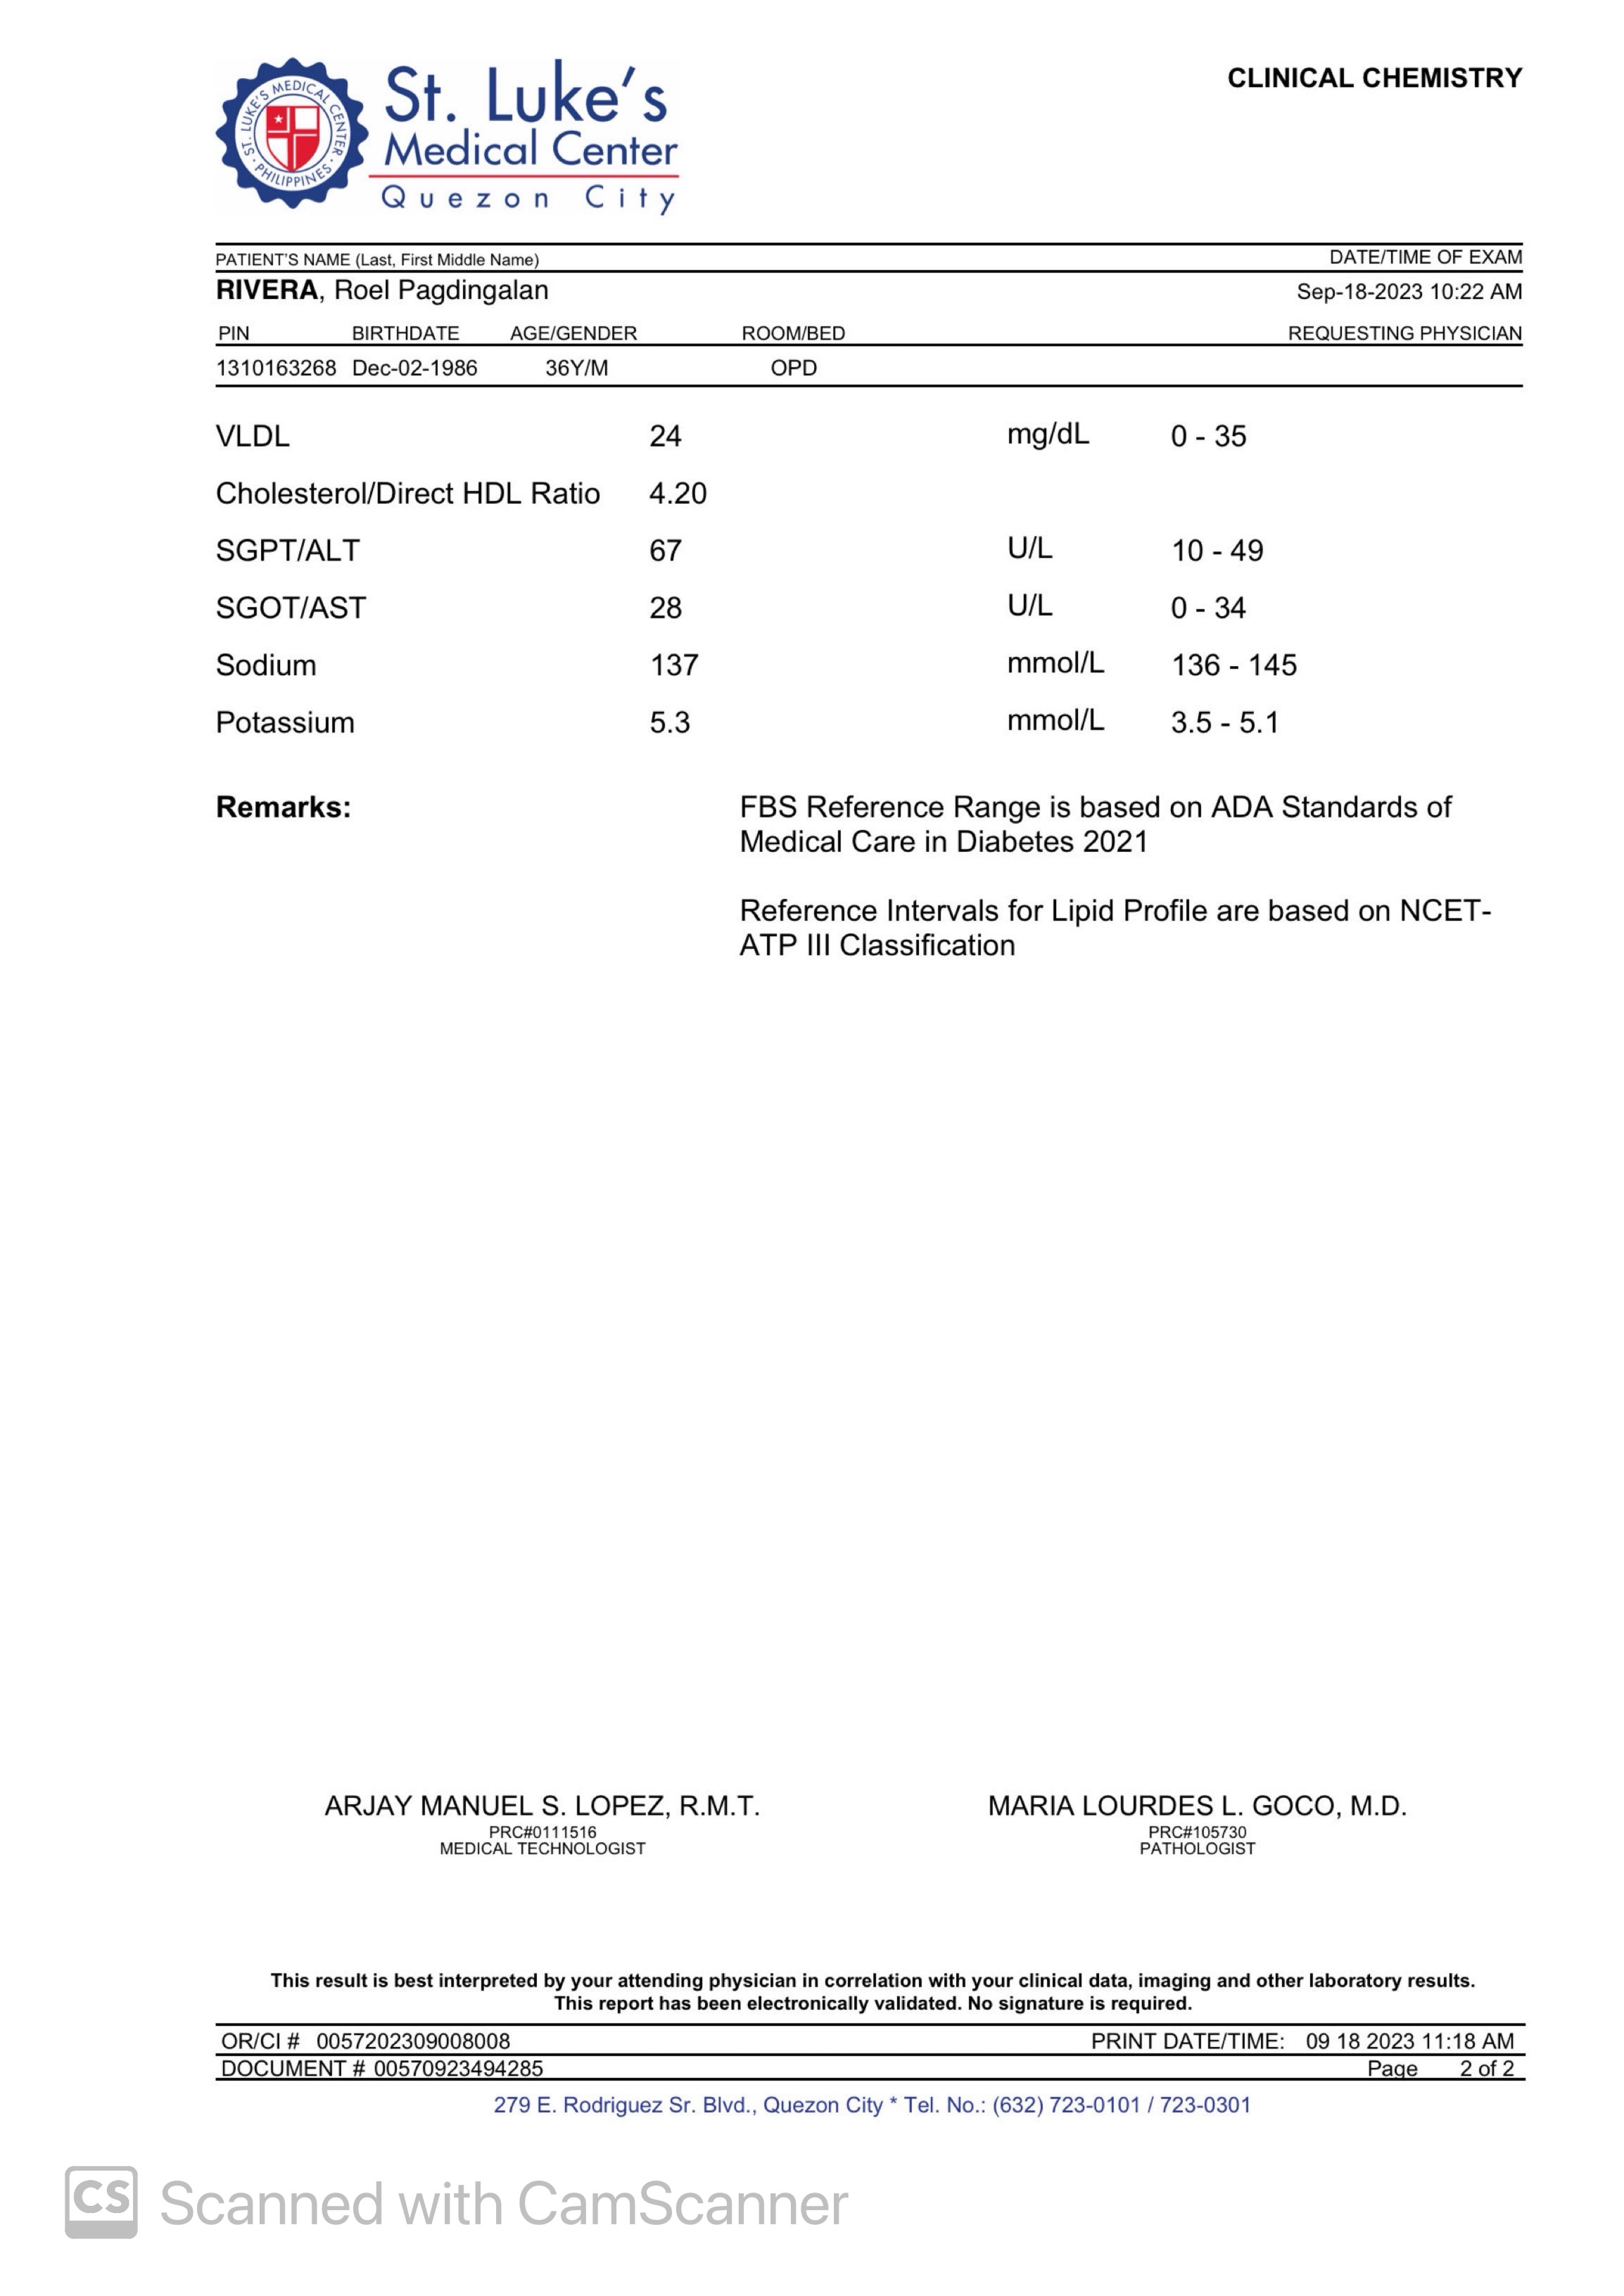 ST. LUKE'S MEDICAL CENTER · PHILIPPINES ·
St. Luke's
Medical Center
Quezon City
CLINICAL CHEMISTRY
PATIENT'S NAME (Last, First Middle Name) DATE/TIME OF EXAM
RIVERA, Roel Pagdingalan Sep-18-2023 10:22 AM
PIN BIRTHDATE AGE/GENDER ROOM/BED REQUESTING PHYSICIAN
1310163268 Dec-02-1986 36Y/M OPD
VLDL 24 mg/dL 0 - 35
Cholesterol/Direct HDL Ratio 4.20
SGPT/ALT 67 U/L 10 - 49
SGOT/AST 28 U/L 0 - 34
Sodium 137 mmol/L 136 - 145
Potassium 5.3 mmol/L 3.5 - 5.1
Remarks: FBS Reference Range is based on ADA Standards of
Medical Care in Diabetes 2021
Reference Intervals for Lipid Profile are based on NCET-
ATP III Classification
ARJAY MANUEL S. LOPEZ, R.M.T. MARIA LOURDES L. GOCO, M.D.
PRC#0111516 PRC#105730
MEDICAL TECHNOLOGIST PATHOLOGIST
This result is best interpreted by your attending physician in correlation with your clinical data, imaging and other laboratory results.
This report has been electronically validated. No signature is required.
OR/CI # 0057202309008008 PRINT DATE/TIME: 09 18 2023 11:18 AM
DOCUMENT # 00570923494285 Page 2 of 2
279 E. Rodriguez Sr. Blvd., Quezon City * Tel. No.: (632) 723-0101 / 723-0301
CS Scanned with CamScanner